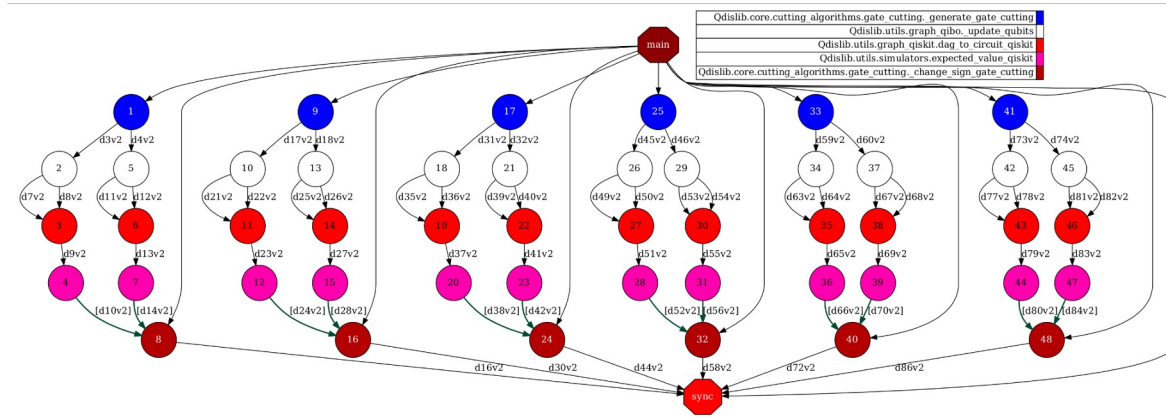 Qdislib.core.cutting_algorithms.gate_cutting._generate_gate_cutting
Qdislib.utils.graph_qibo._update_qubits
Qdislib.utils.graph_qiskit.dag_to_circuit_qiskit
Qdislib.utils.simulators.expected_value_qiskit
Qdislib.core.cutting_algorithms.gate_cutting._change_sign_gate_cutting
main
1 9 17 25 33 41
d3v2 d4v2 d17v2 d18v2 d31v2 d32v2 d45v2 d46v2 d59v2 d60v2 d73v2 d74v2
2 5 10 13 18 21 26 29 34 37 42 45
d7v2 d8v2 d11v2 d12v2 d21v2 d22v2 d25v2 d26v2 d35v2 d36v2 d39v2 d40v2 d49v2 d50v2 d53v2 d54v2 d63v2 d64v2 d67v2 d68v2 d77v2 d78v2 d81v2 d82v2
3 6 11 14 19 22 27 30 35 38 43 46
d9v2 d13v2 d23v2 d27v2 d37v2 d41v2 d51v2 d55v2 d65v2 d69v2 d79v2 d83v2
4 7 12 15 20 23 28 31 36 39 44 47
[d10v2] [d14v2] [d24v2] [d28v2] [d38v2] [d42v2] [d52v2] [d56v2] [d66v2] [d70v2] [d80v2] [d84v2]
8 16 24 32 40 48
d16v2 d30v2 d44v2 d58v2 d72v2 d86v2
sync